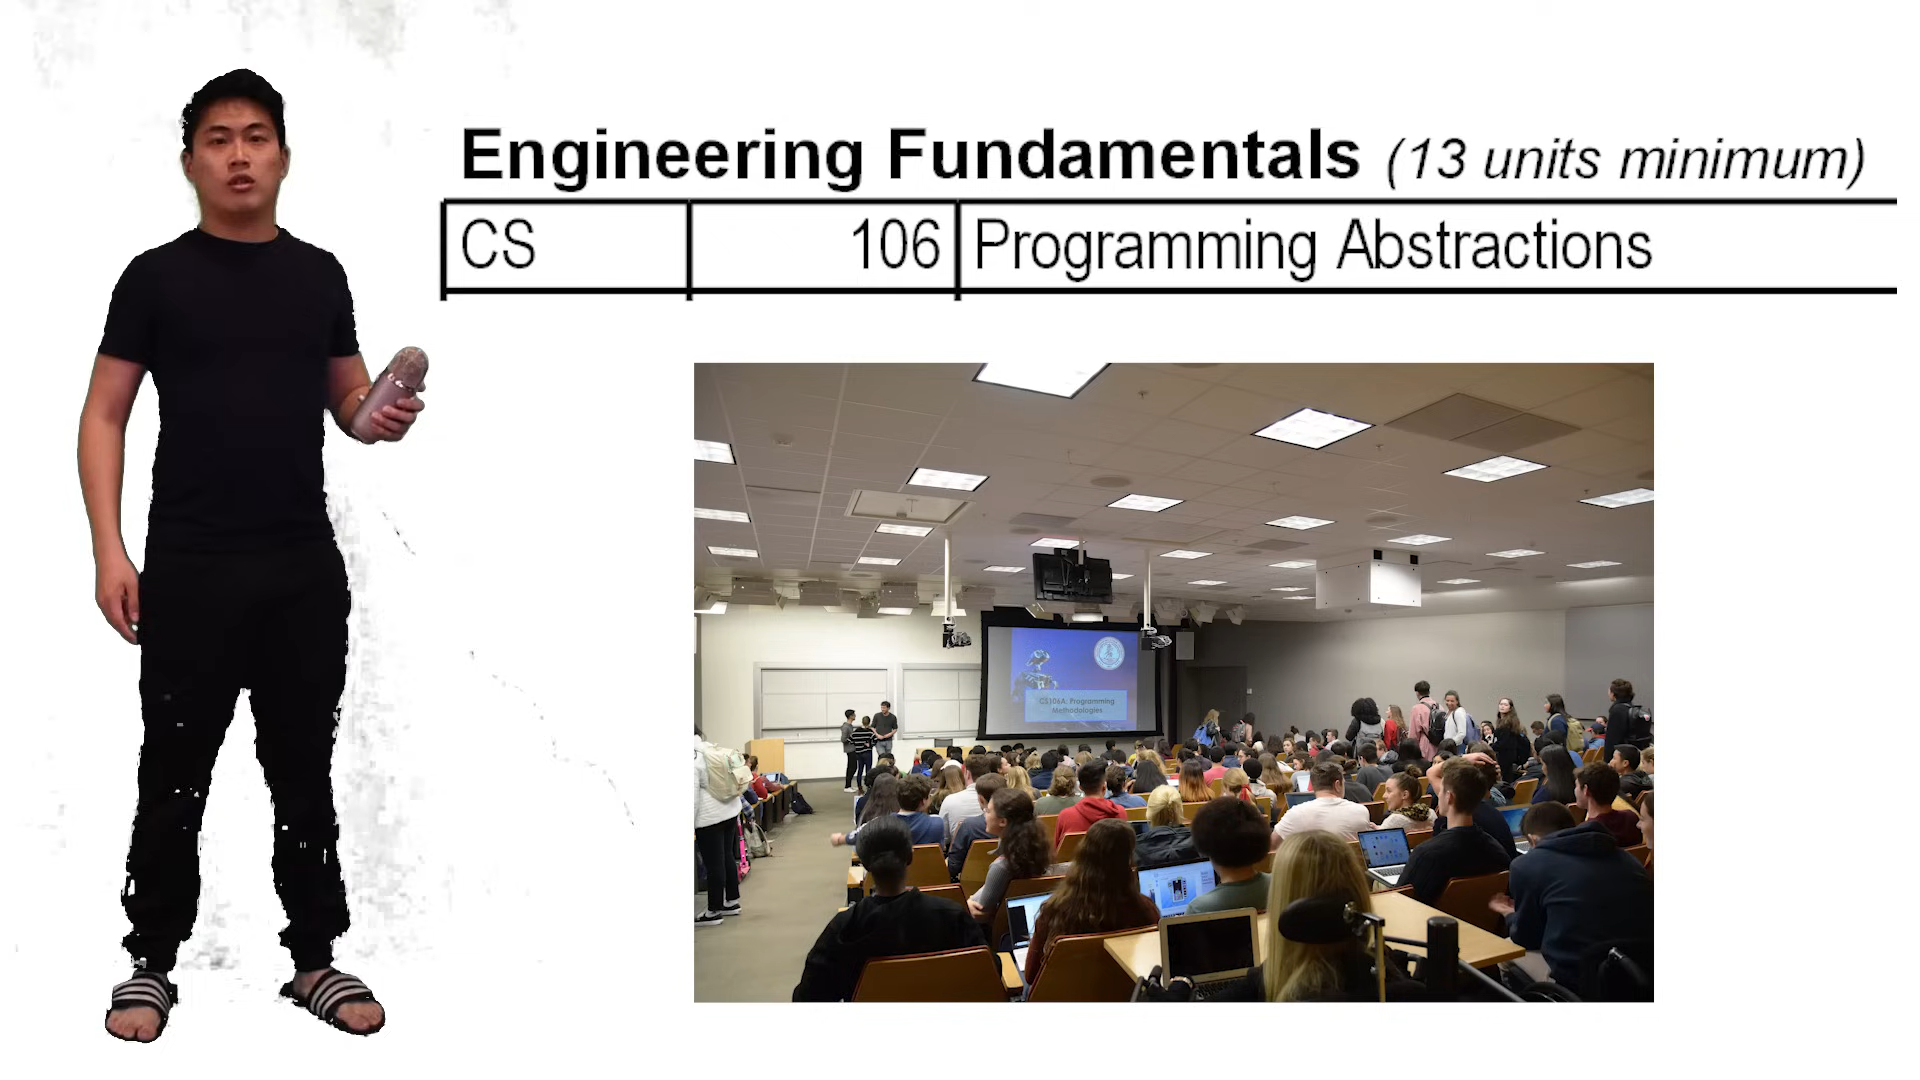 Engineering Fundamentals (13 units minimum)
CS 106 Programming Abstractions
CS106A: Programming
Methodologies